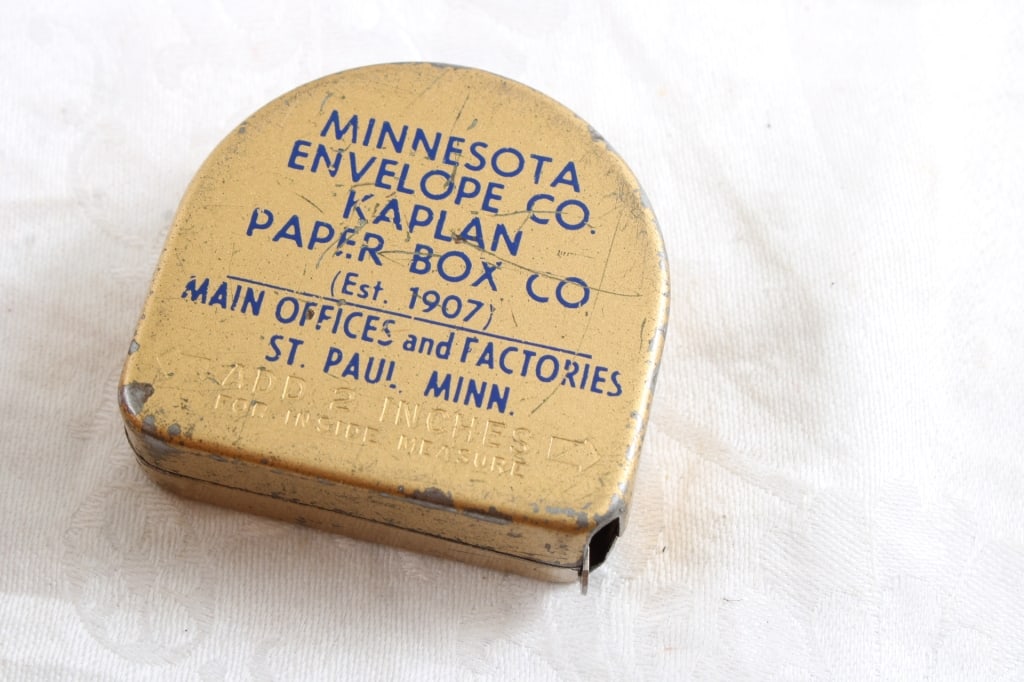 MINNESOTA
ENVELOPE CO.
KAPLAN
PAPER BOX CO.
(Est. 1907)
MAIN OFFICES and FACTORIES
ST. PAUL MINN.
ADD 2 INCHES
FOR INSIDE MEASURE